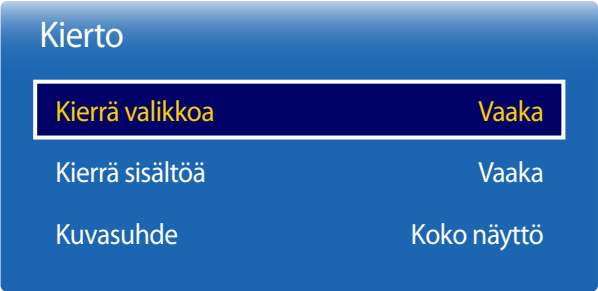 Kierto
Kierrä valikkoa Vaaka
Kierrä sisältöä Vaaka
Kuvasuhde Koko näyttö